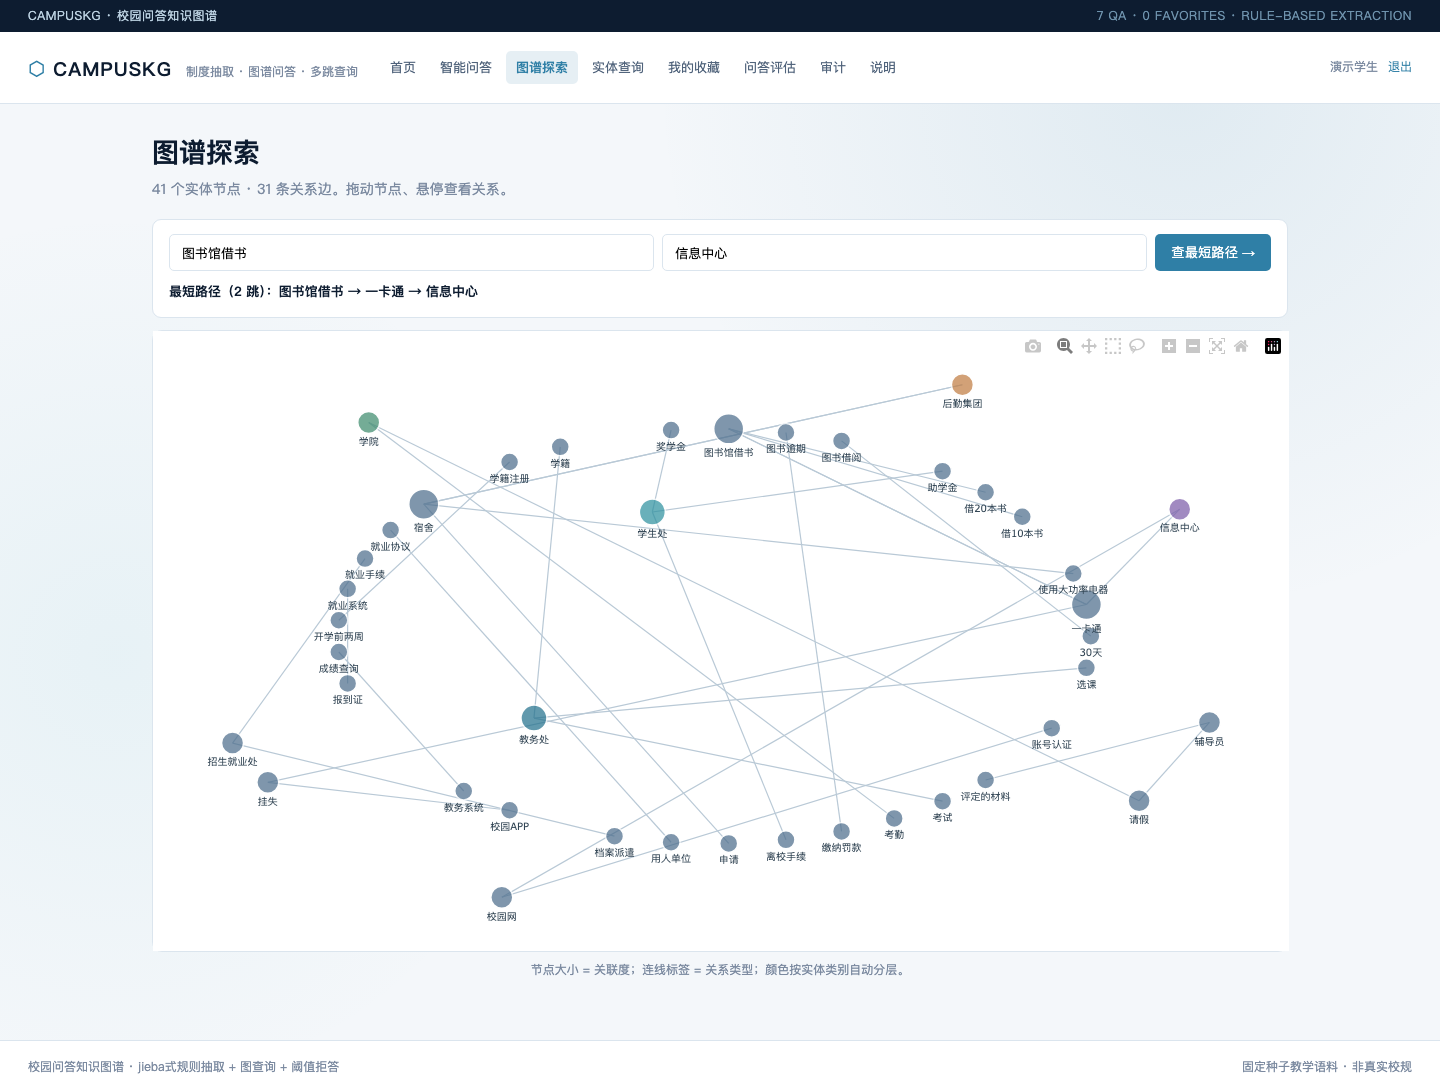 CAMPUSKG · 校园问答知识图谱
7 QA · 0 FAVORITES · RULE-BASED EXTRACTION
CAMPUSKG 制度抽取 · 图谱问答 · 多跳查询 首页 智能问答 图谱探索 实体查询 我的收藏 问答评估 审计 说明 演示学生 退出
图谱探索
41 个实体节点 · 31 条关系边。拖动节点、悬停查看关系。
图书馆借书 信息中心 查最短路径 →
最短路径（2 跳）：图书馆借书 → 一卡通 → 信息中心
后勤集团
学院
奖学金
图书馆借书
图书逾期
图书借阅
学籍
学籍注册
助学金
借20本书
宿舍
学生处
借10本书
信息中心
就业协议
就业手续
使用大功率电器
就业系统
一卡通
开学前两周
30天
成绩查询
选课
报到证
教务处
账号认证
辅导员
招生就业处
评定的材料
挂失
教务系统
考试
请假
校园APP
考勤
缴纳罚款
档案派遣
用人单位
申请
离校手续
校园网
节点大小 = 关联度；连线标签 = 关系类型；颜色按实体类别自动分层。
校园问答知识图谱 · jieba式规则抽取 + 图查询 + 阈值拒答
固定种子教学语料 · 非真实校规